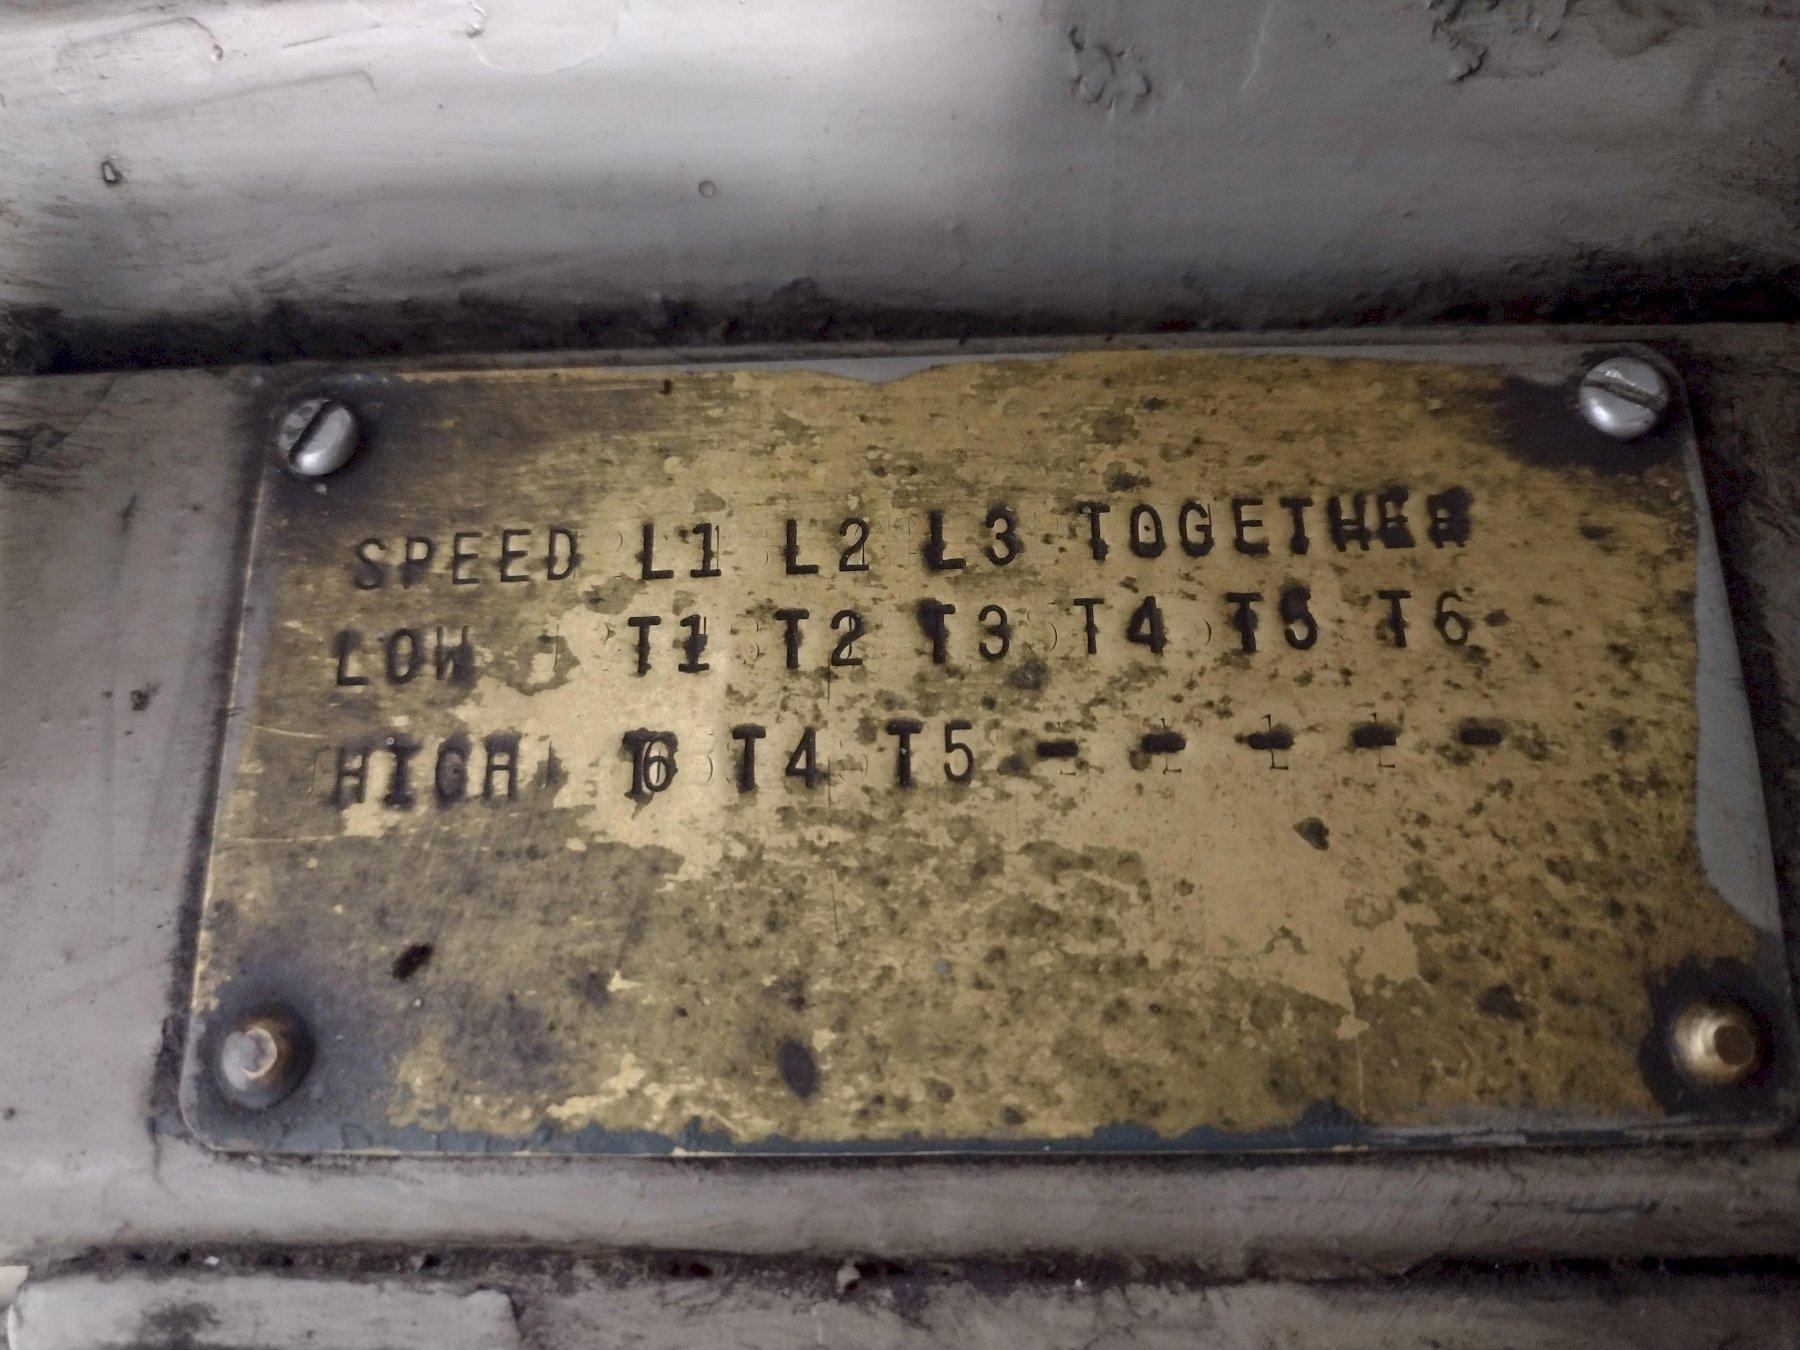 SPEED L1 L2 L3 TOGETHER
LOW T1 T2 T3 T4 T5 T6
HIGH T6 T4 T5 - - - - -